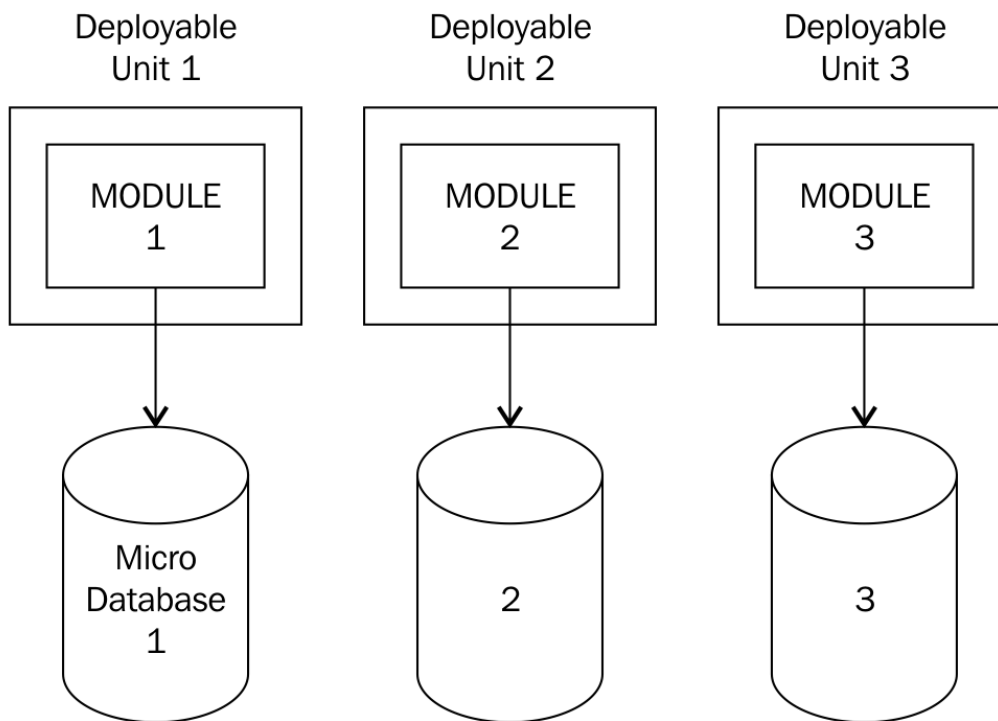 Deployable
Unit 1
Deployable
Unit 2
Deployable
Unit 3
MODULE
1
MODULE
2
MODULE
3
Micro
Database
1
2
3